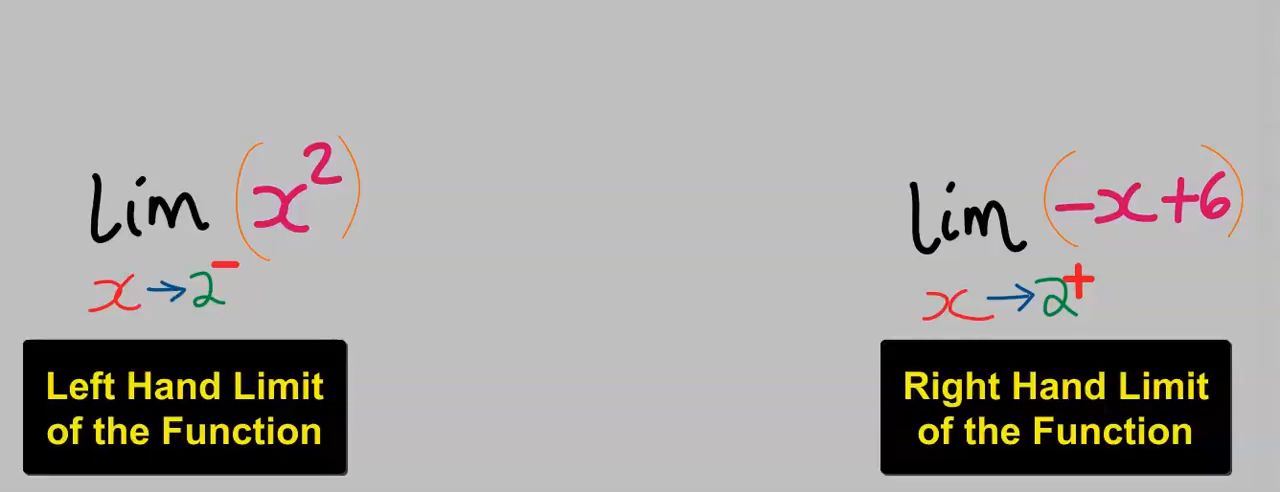 Lim (x²)
x→2⁻
Left Hand Limit
of the Function
Lim (-x+6)
x→2⁺
Right Hand Limit
of the Function